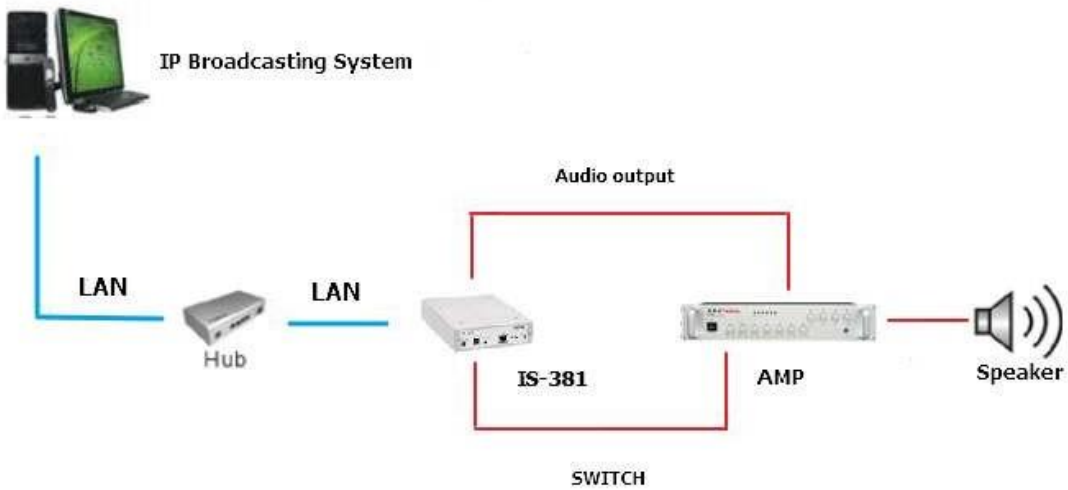 IP Broadcasting System
Audio output
LAN
LAN
Hub
IS-381
AMP
Speaker
SWITCH